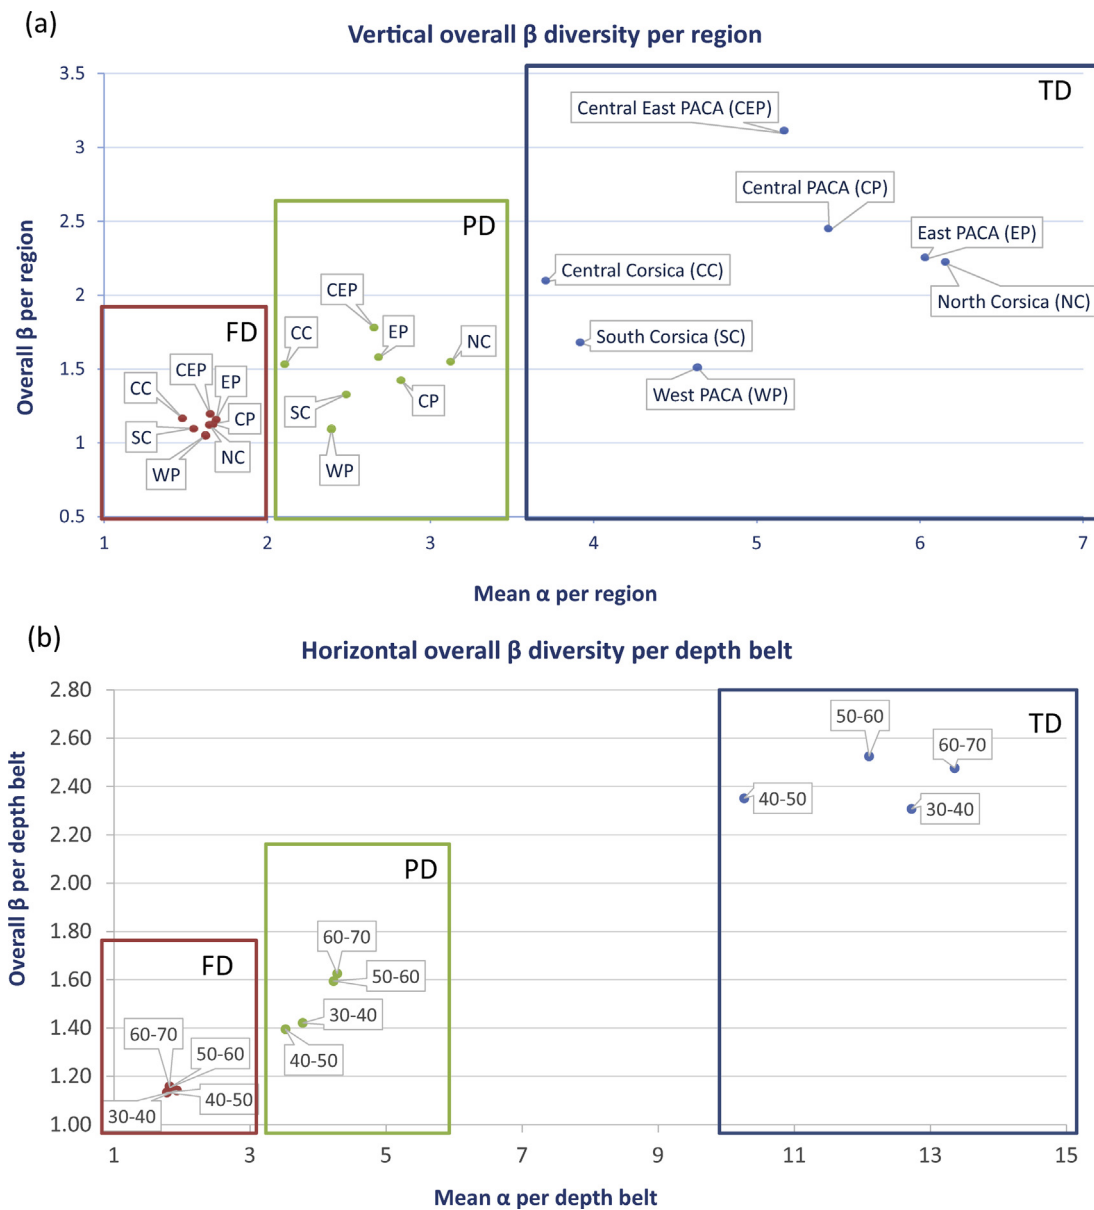 (a)
Vertical overall β diversity per region
3.5
3
2.5
2
1.5
1
0.5
Overall β per region
TD
Central East PACA (CEP)
Central PACA (CP)
East PACA (EP)
Central Corsica (CC)
North Corsica (NC)
South Corsica (SC)
West PACA (WP)
PD
CEP
CC
EP
NC
SC
CP
WP
FD
CEP
CC
EP
CP
SC
NC
WP
1
2
3
4
5
6
7
Mean α per region
(b)
Horizontal overall β diversity per depth belt
2.80
2.60
2.40
2.20
2.00
1.80
1.60
1.40
1.20
1.00
Overall β per depth belt
TD
50-60
60-70
40-50
30-40
PD
60-70
50-60
30-40
40-50
FD
60-70
50-60
40-50
30-40
1
3
5
7
9
11
13
15
Mean α per depth belt